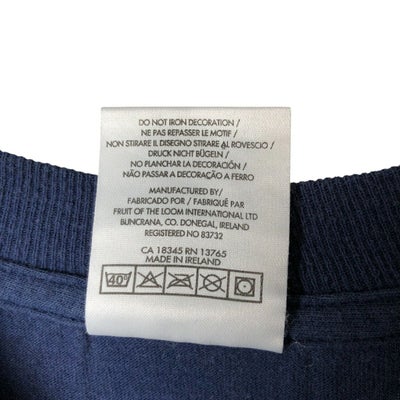 DO NOT IRON DECORATION /
NE PAS REPASSER LE MOTIF /
NON STIRARE IL DISEGNO STIRARE AL ROVESCIO /
DRUCK NICHT BÜGELN /
NO PLANCHAR LA DECORACIÓN /
NÃO PASSAR A DECORAÇÃO A FERRO
MANUFACTURED BY /
FABRICADO POR / FABRIQUÉ PAR
FRUIT OF THE LOOM INTERNATIONAL LTD
BUNCRANA, CO. DONEGAL, IRELAND
REGISTERED NO 83732
CA 18345 RN 13765
MADE IN IRELAND
40°